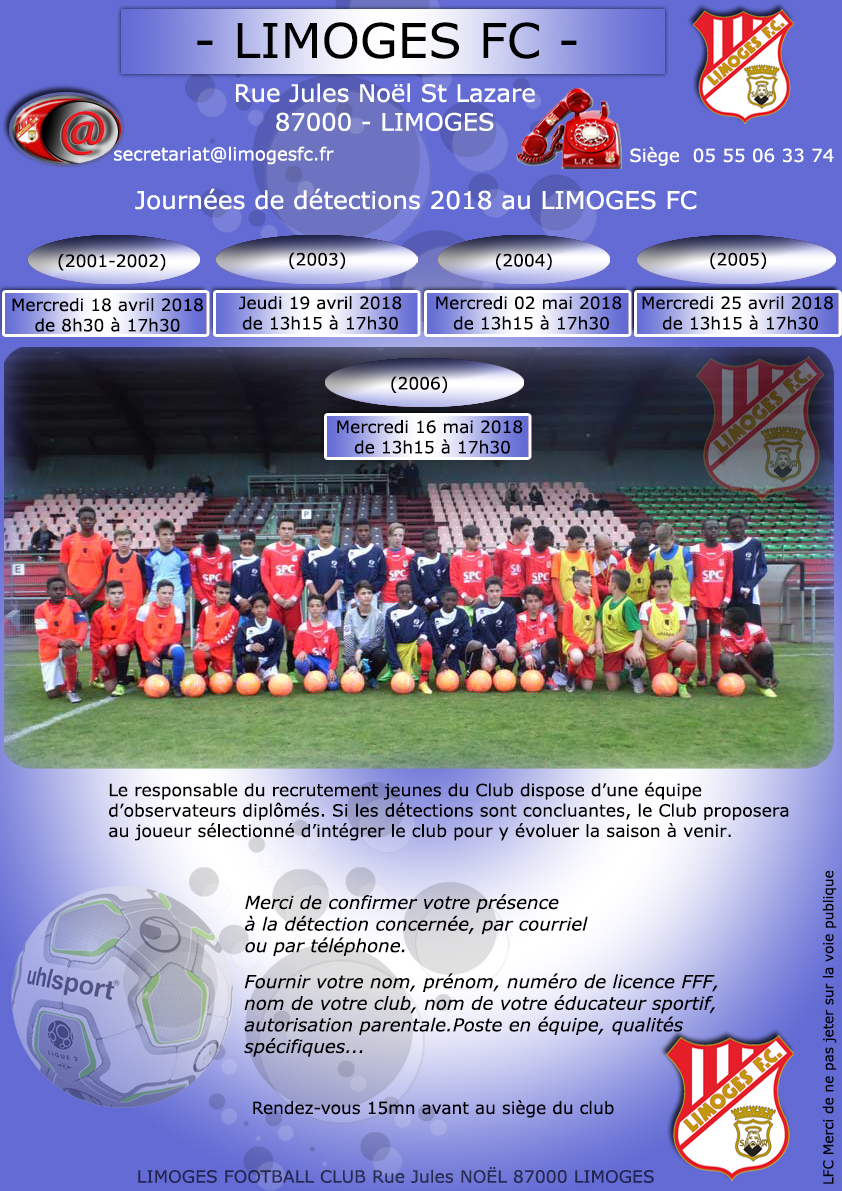 - LIMOGES FC -
LIMOGES F.C.
Rue Jules Noël St Lazare
87000 - LIMOGES
@
L.F.C
secretariat@limogesfc.fr
Siège 05 55 06 33 74
Journées de détections 2018 au LIMOGES FC
(2001-2002)
(2003)
(2004)
(2005)
Mercredi 18 avril 2018
de 8h30 à 17h30
Jeudi 19 avril 2018
de 13h15 à 17h30
Mercredi 02 mai 2018
de 13h15 à 17h30
Mercredi 25 avril 2018
de 13h15 à 17h30
(2006)
Mercredi 16 mai 2018
de 13h15 à 17h30
LIMOGES F.C.
P
E
SPC
SPC
SPC
SPC
SPC
Le responsable du recrutement jeunes du Club dispose d’une équipe
d’observateurs diplômés. Si les détections sont concluantes, le Club proposera
au joueur sélectionné d’intégrer le club pour y évoluer la saison à venir.
Merci de confirmer votre présence
à la détection concernée, par courriel
ou par téléphone.
Fournir votre nom, prénom, numéro de licence FFF,
nom de votre club, nom de votre éducateur sportif,
autorisation parentale.Poste en équipe, qualités
spécifiques...
uhlsport®
LIGUE 2
Rendez-vous 15mn avant au siège du club
LIMOGES F.C.
LIMOGES FOOTBALL CLUB Rue Jules NOËL 87000 LIMOGES
LFC Merci de ne pas jeter sur la voie publique